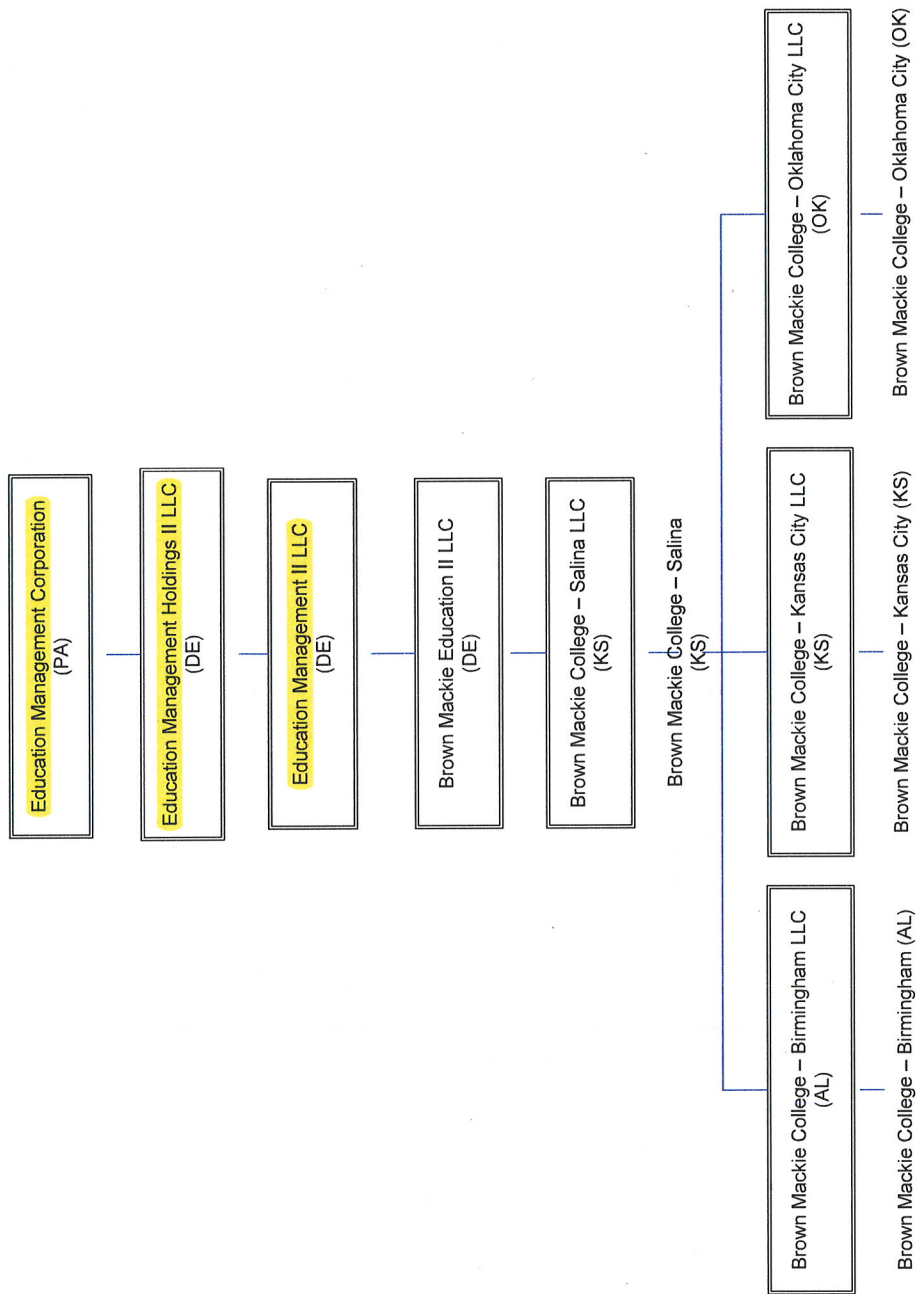 Education Management Corporation
(PA)
Education Management Holdings II LLC
(DE)
Education Management II LLC
(DE)
Brown Mackie Education II LLC
(DE)
Brown Mackie College – Salina LLC
(KS)
Brown Mackie College – Salina
(KS)
Brown Mackie College – Birmingham LLC
(AL)
Brown Mackie College – Kansas City LLC
(KS)
Brown Mackie College – Oklahoma City LLC
(OK)
Brown Mackie College – Birmingham (AL)
Brown Mackie College – Kansas City (KS)
Brown Mackie College – Oklahoma City (OK)